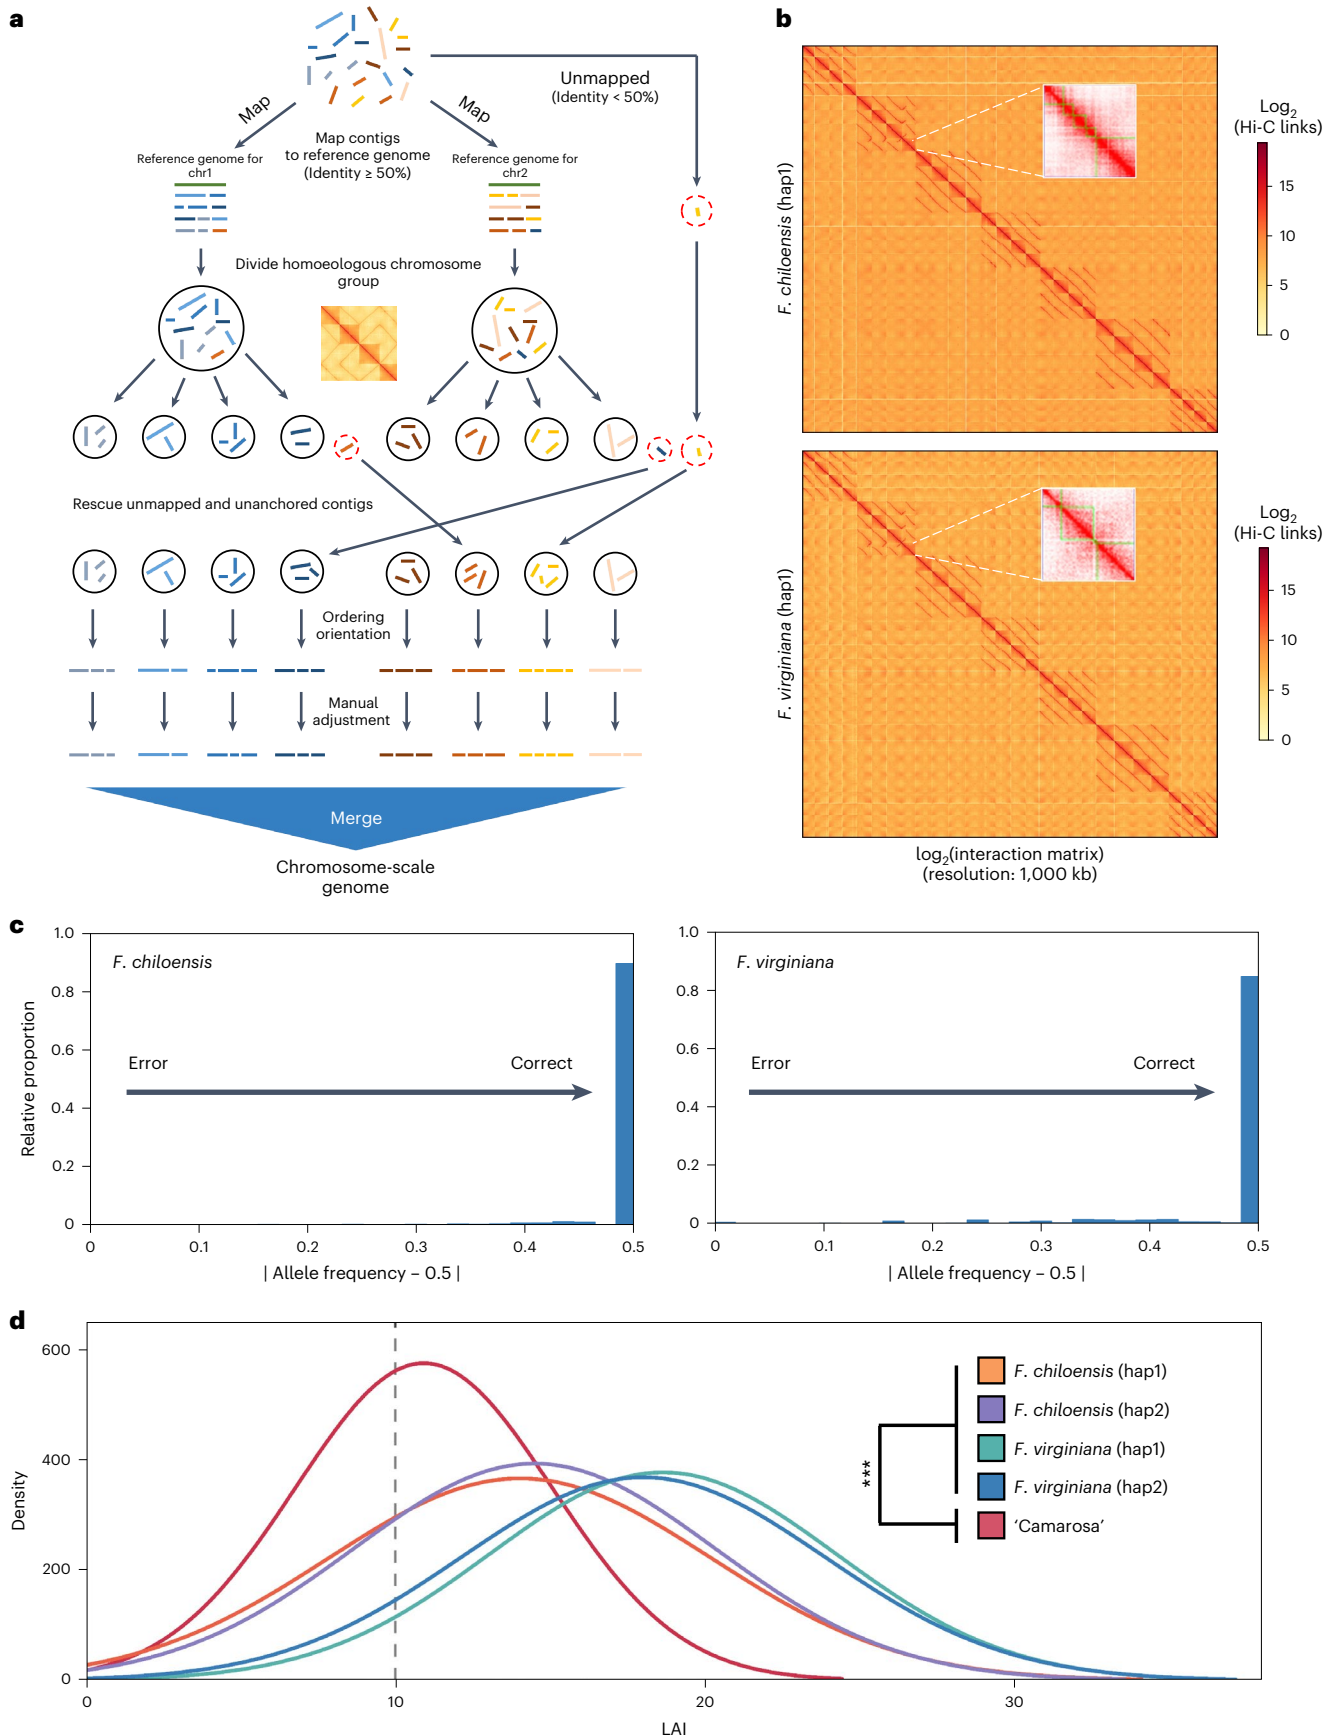 a
Unmapped
(Identity < 50%)
Map
Map
Map contigs
to reference genome
(Identity ≥ 50%)
Reference genome for
chr1
Reference genome for
chr2
Divide homoeologous chromosome
group
Rescue unmapped and unanchored contigs
Ordering
orientation
Manual
adjustment
Merge
Chromosome-scale
genome
b
F. chiloensis (hap1)
Log2
(Hi-C links)
15
10
5
0
F. virginiana (hap1)
Log2
(Hi-C links)
15
10
5
0
log2(interaction matrix)
(resolution: 1,000 kb)
c
Relative proportion
1.0
0.8
0.6
0.4
0.2
0
F. chiloensis
Error
Correct
0
0.1
0.2
0.3
0.4
0.5
| Allele frequency – 0.5 |
1.0
0.8
0.6
0.4
0.2
0
F. virginiana
Error
Correct
0
0.1
0.2
0.3
0.4
0.5
| Allele frequency – 0.5 |
d
Density
600
400
200
0
0
10
20
30
LAI
***
F. chiloensis (hap1)
F. chiloensis (hap2)
F. virginiana (hap1)
F. virginiana (hap2)
‘Camarosa’